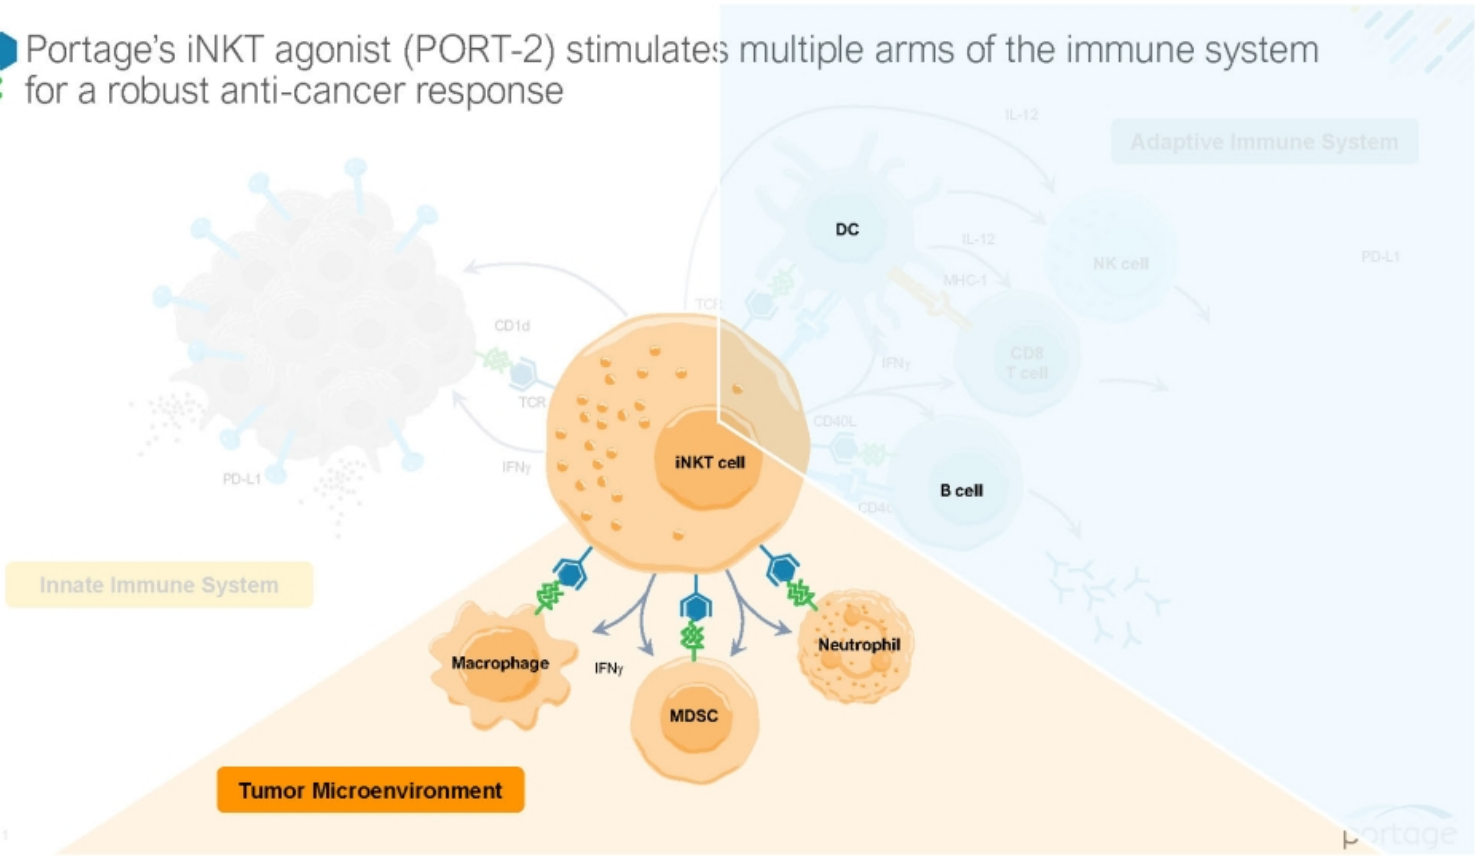 Portage's iNKT agonist (PORT-2) stimulates multiple arms of the immune system
for a robust anti-cancer response
IL-12
Adaptive Immune System
DC
IL-12
NK cell
PD-L1
MHC-1
TCR
CD1d
CD8
T cell
IFNγ
TCR
CD40L
IFNγ
iNKT cell
PD-L1
B cell
Innate Immune System
Macrophage
IFNγ
Neutrophil
MDSC
Tumor Microenvironment
portage
1